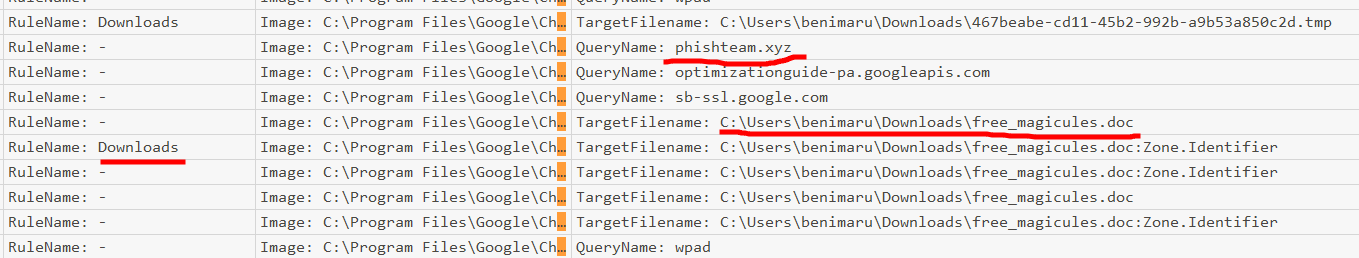 RuleName: - Image: C:\Program Files\Google\Ch… QueryName: wpad
RuleName: Downloads Image: C:\Program Files\Google\Ch… TargetFilename: C:\Users\benimaru\Downloads\467beabe-cd11-45b2-992b-a9b53a850c2d.tmp
RuleName: - Image: C:\Program Files\Google\Ch… QueryName: phishteam.xyz
RuleName: - Image: C:\Program Files\Google\Ch… QueryName: optimizationguide-pa.googleapis.com
RuleName: - Image: C:\Program Files\Google\Ch… QueryName: sb-ssl.google.com
RuleName: - Image: C:\Program Files\Google\Ch… TargetFilename: C:\Users\benimaru\Downloads\free_magicules.doc
RuleName: Downloads Image: C:\Program Files\Google\Ch… TargetFilename: C:\Users\benimaru\Downloads\free_magicules.doc:Zone.Identifier
RuleName: - Image: C:\Program Files\Google\Ch… TargetFilename: C:\Users\benimaru\Downloads\free_magicules.doc:Zone.Identifier
RuleName: - Image: C:\Program Files\Google\Ch… TargetFilename: C:\Users\benimaru\Downloads\free_magicules.doc
RuleName: - Image: C:\Program Files\Google\Ch… TargetFilename: C:\Users\benimaru\Downloads\free_magicules.doc:Zone.Identifier
RuleName: - Image: C:\Program Files\Google\Ch… QueryName: wpad